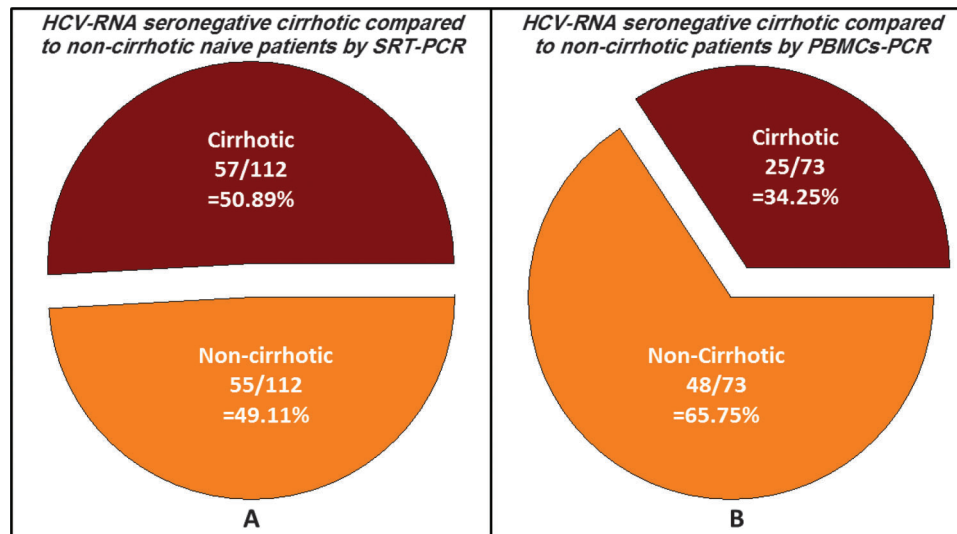 HCV-RNA seronegative cirrhotic compared
to non-cirrhotic naive patients by SRT-PCR
Cirrhotic
57/112
=50.89%
Non-cirrhotic
55/112
=49.11%
A
HCV-RNA seronegative cirrhotic compared
to non-cirrhotic patients by PBMCs-PCR
Cirrhotic
25/73
=34.25%
Non-Cirrhotic
48/73
=65.75%
B